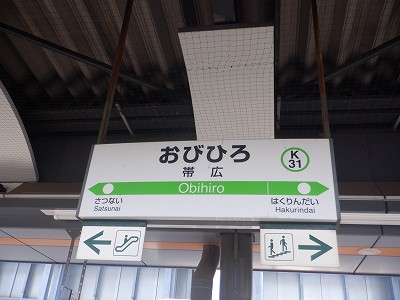 おびひろ
帯広
K
31
Obihiro
さつない
Satsunai
はくりんだい
Hakurindai